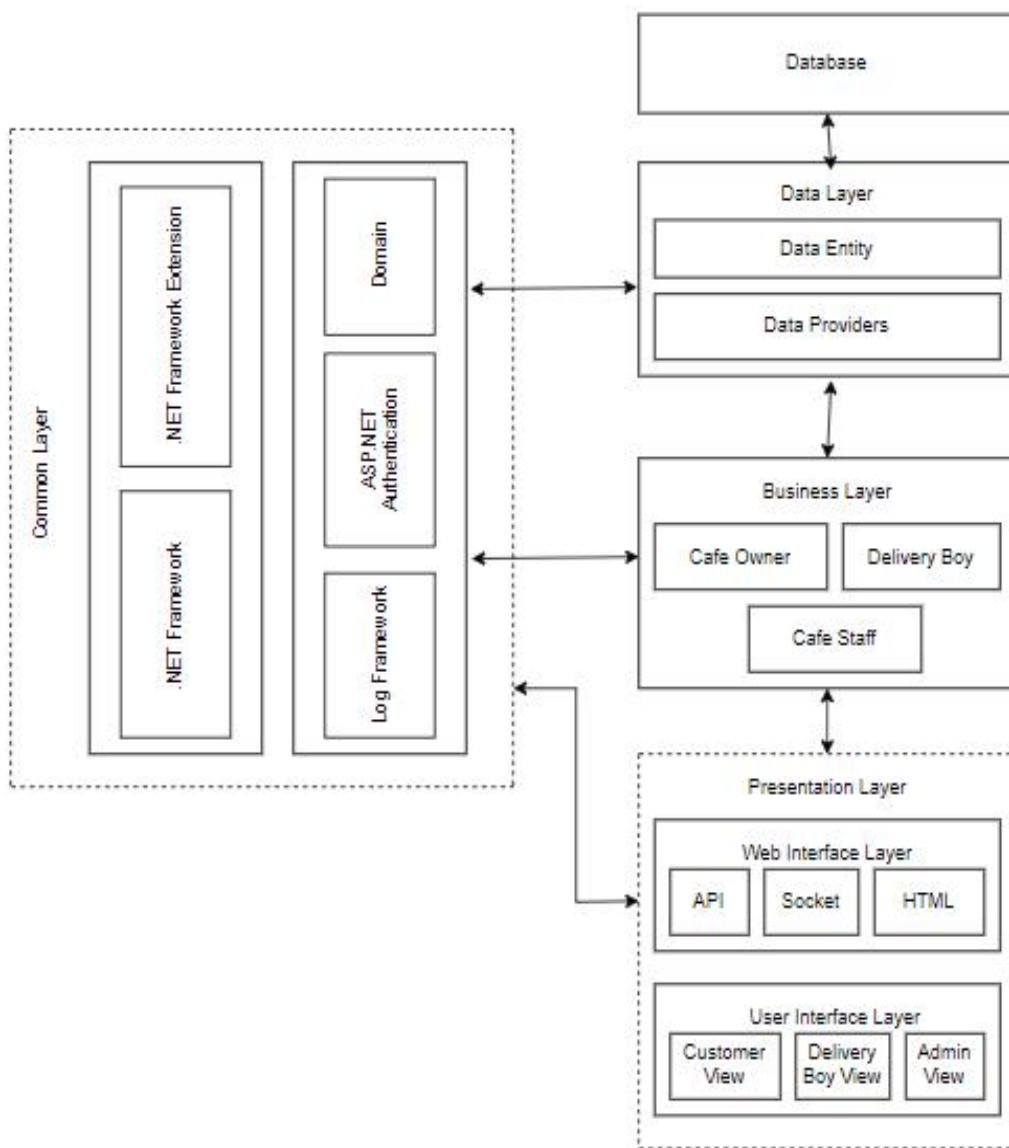 Database
Data Layer
Data Entity
Data Providers
Business Layer
Cafe Owner
Delivery Boy
Cafe Staff
Presentation Layer
Web Interface Layer
API
Socket
HTML
User Interface Layer
Customer
View
Delivery
Boy View
Admin
View
Common Layer
.NET Framework Extension
.NET Framework
Domain
ASP.NET
Authentication
Log Framework